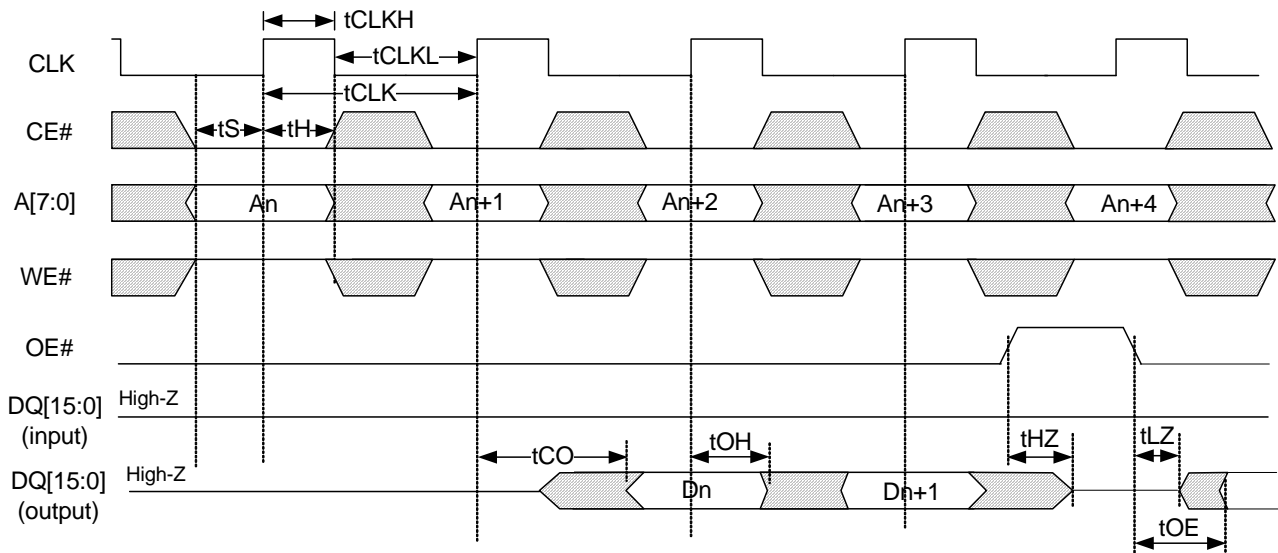 tCLKH
CLK
tCLKL
tCLK
CE#
tS
tH
A[7:0]
An
An+1
An+2
An+3
An+4
WE#
OE#
DQ[15:0]
(input)
High-Z
tCO
tOH
tHZ
tLZ
DQ[15:0]
(output)
High-Z
Dn
Dn+1
tOE